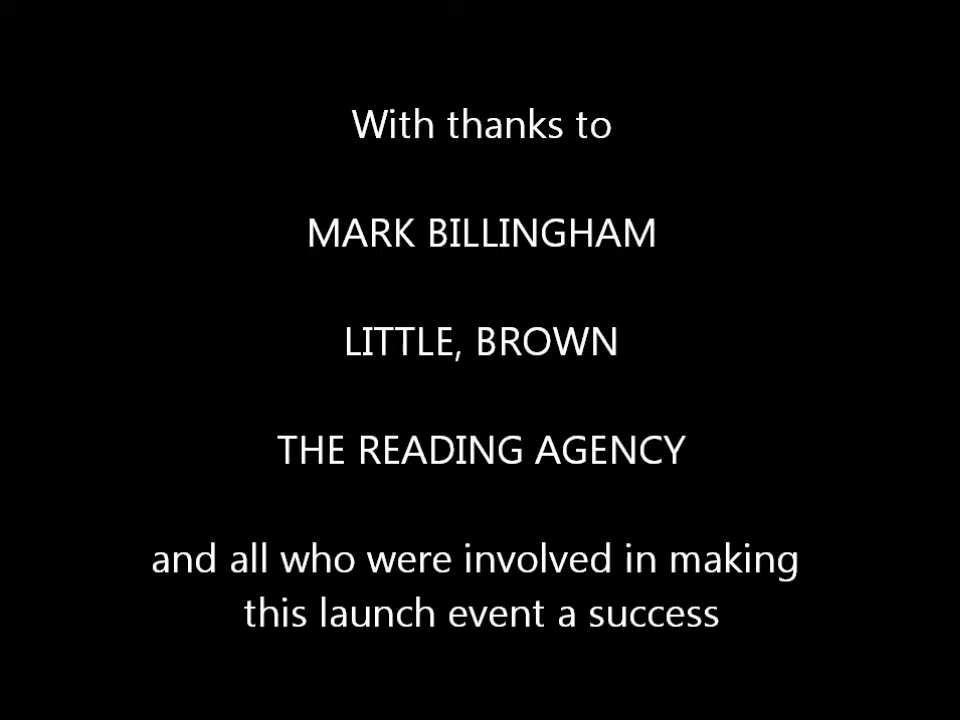 With thanks to
MARK BILLINGHAM
LITTLE, BROWN
THE READING AGENCY
and all who were involved in making
this launch event a success